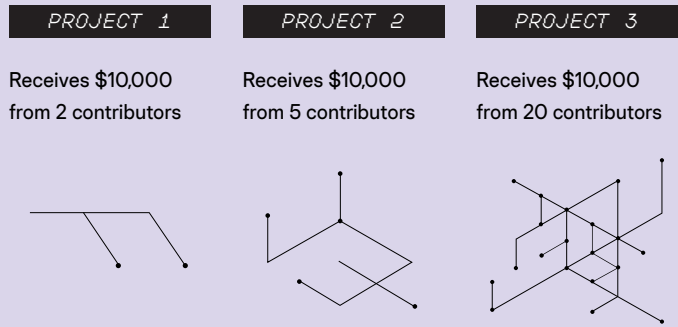 PROJECT 1
Receives $10,000
from 2 contributors
PROJECT 2
Receives $10,000
from 5 contributors
PROJECT 3
Receives $10,000
from 20 contributors